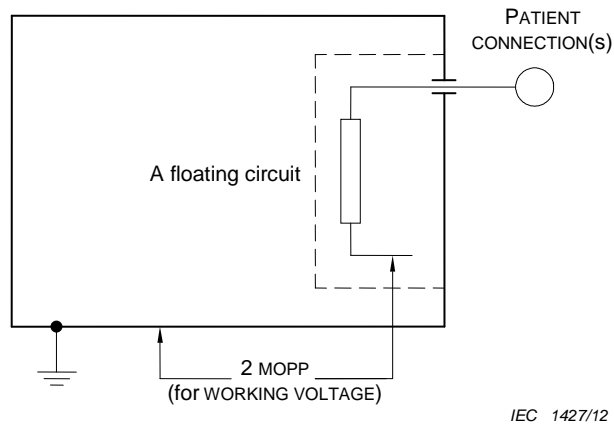 PATIENT
CONNECTION(s)
A floating circuit
2 MOPP
(for WORKING VOLTAGE)
IEC 1427/12